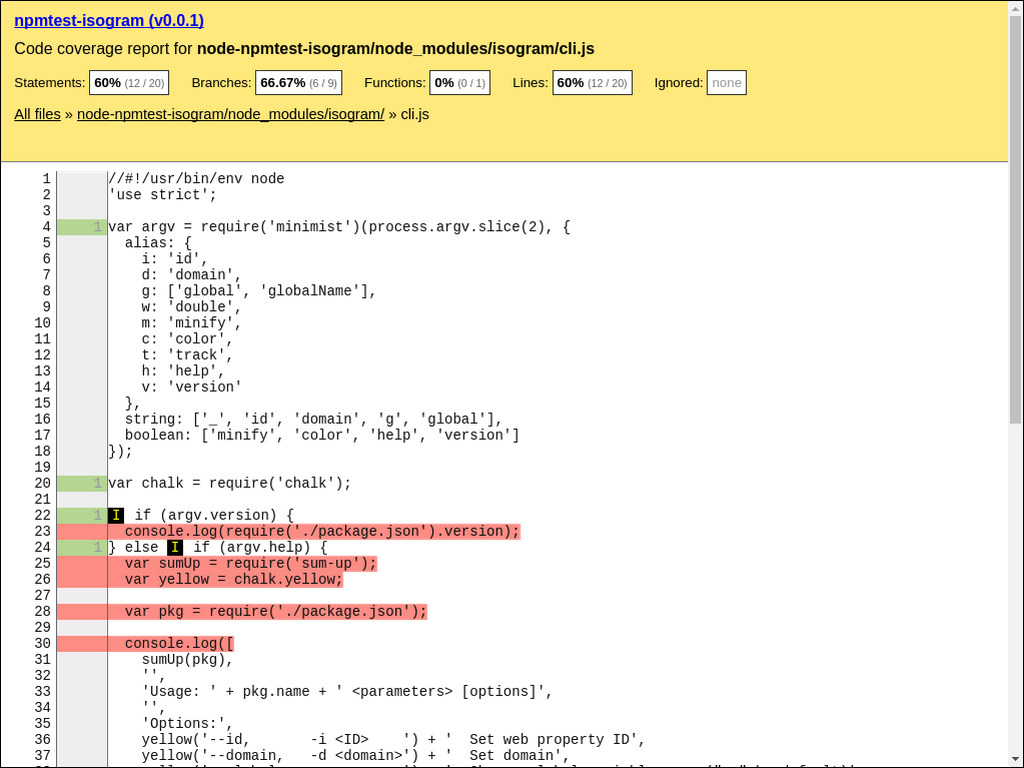 npmtest-isogram (v0.0.1)
Code coverage report for node-npmtest-isogram/node_modules/isogram/cli.js
Statements: 60% (12 / 20) Branches: 66.67% (6 / 9) Functions: 0% (0 / 1) Lines: 60% (12 / 20) Ignored: none
All files » node-npmtest-isogram/node_modules/isogram/ » cli.js
1 //#!/usr/bin/env node
2 'use strict';
3
4 1 var argv = require('minimist')(process.argv.slice(2), {
5 alias: {
6 i: 'id',
7 d: 'domain',
8 g: ['global', 'globalName'],
9 w: 'double',
10 m: 'minify',
11 c: 'color',
12 t: 'track',
13 h: 'help',
14 v: 'version'
15 },
16 string: ['_', 'id', 'domain', 'g', 'global'],
17 boolean: ['minify', 'color', 'help', 'version']
18 });
19
20 1 var chalk = require('chalk');
21
22 1 I if (argv.version) {
23 console.log(require('./package.json').version);
24 1 } else I if (argv.help) {
25 var sumUp = require('sum-up');
26 var yellow = chalk.yellow;
27
28 var pkg = require('./package.json');
29
30 console.log([
31 sumUp(pkg),
32 '',
33 'Usage: ' + pkg.name + ' <parameters> [options]',
34 '',
35 'Options:',
36 yellow('--id,       -i <ID>    ') + '  Set web property ID',
37 yellow('--domain,   -d <domain>') + '  Set domain',